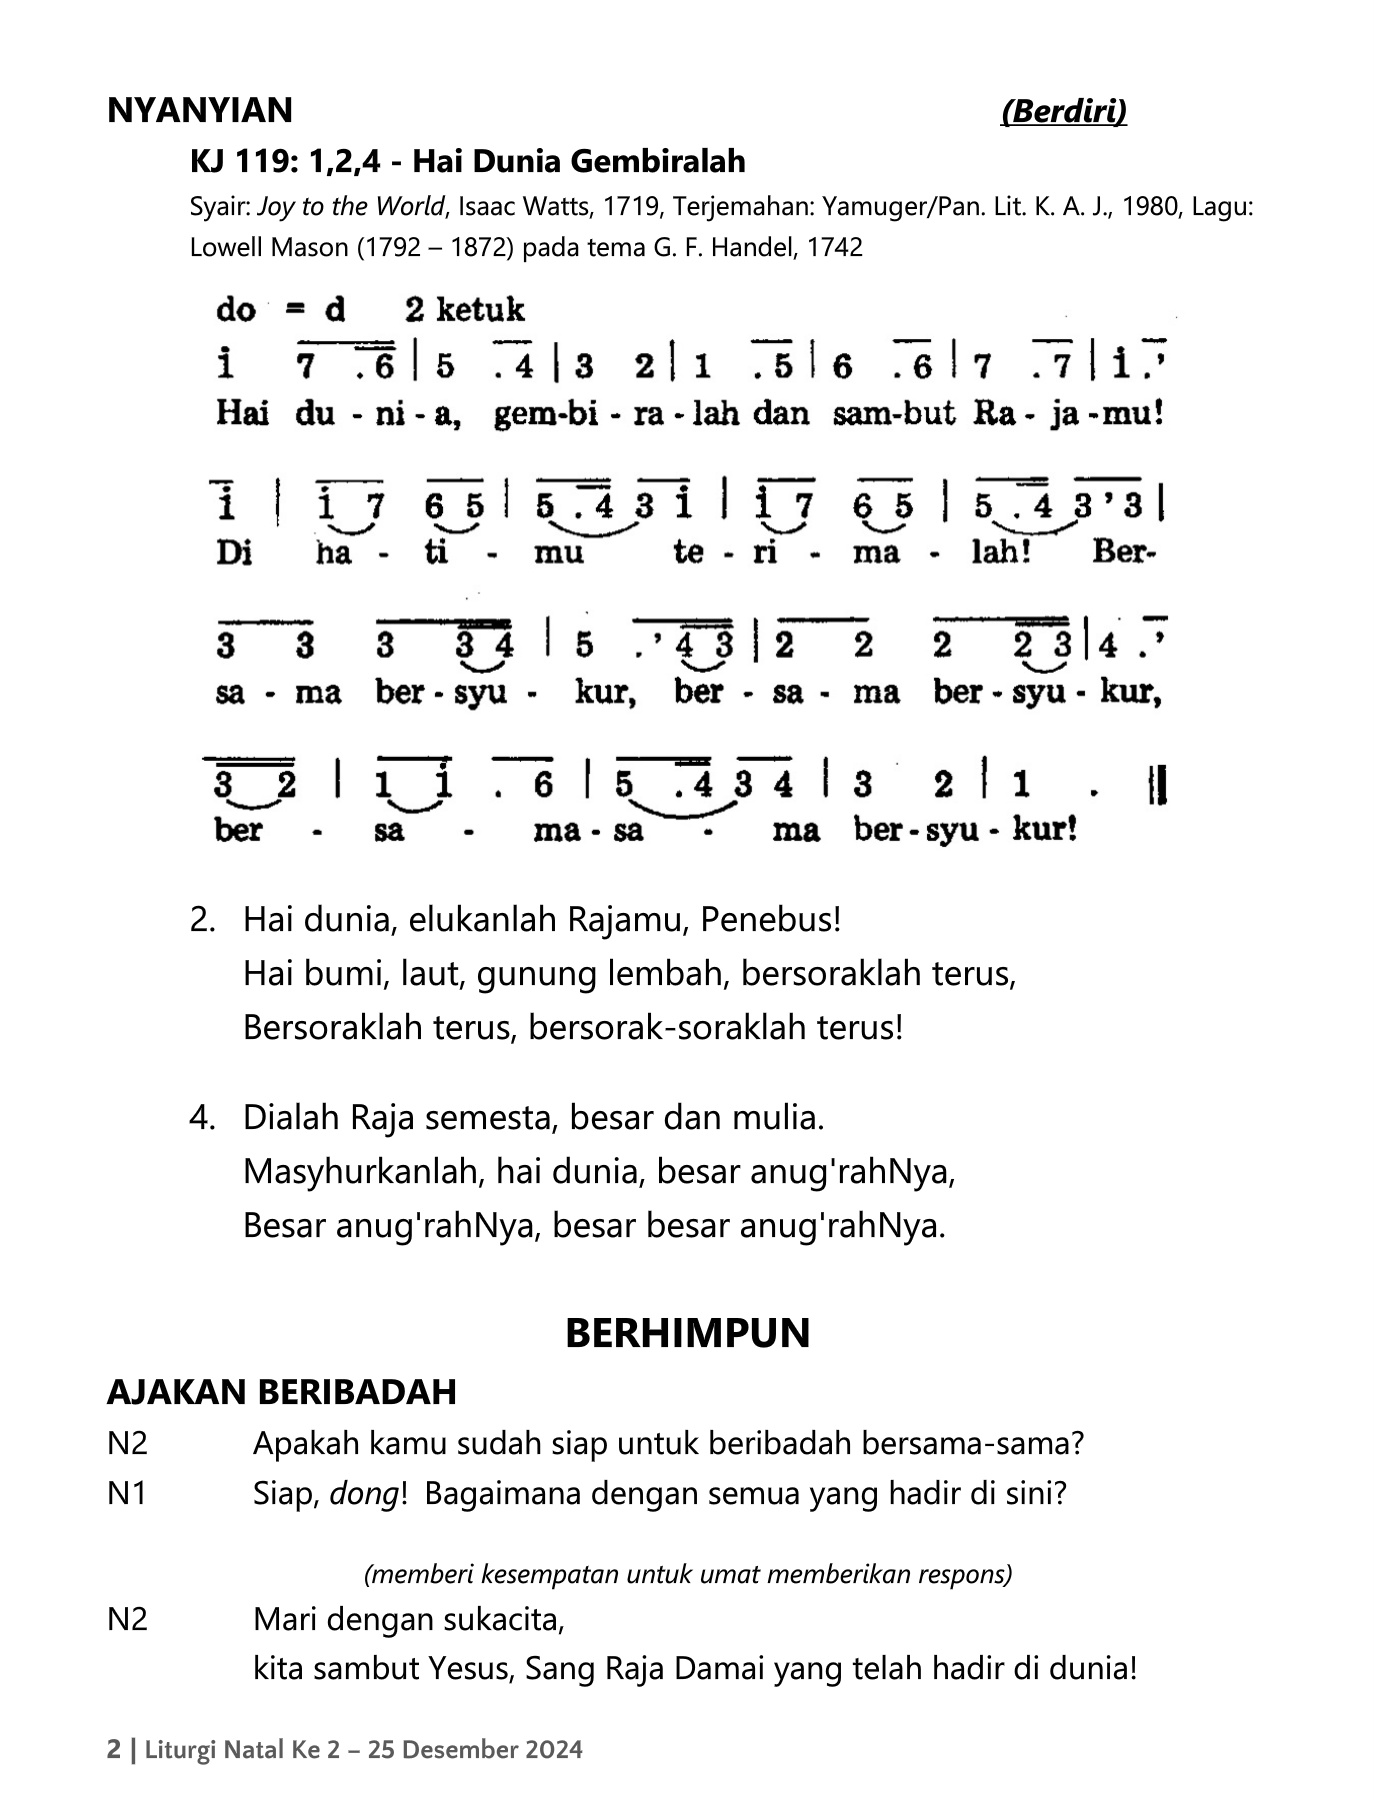 NYANYIAN (Berdiri)
KJ 119: 1,2,4 - Hai Dunia Gembiralah
Syair: Joy to the World, Isaac Watts, 1719, Terjemahan: Yamuger/Pan. Lit. K. A. J., 1980, Lagu:
Lowell Mason (1792 – 1872) pada tema G. F. Handel, 1742
do = d 2 ketuk
i 7 . 6 | 5 . 4 | 3 2 | 1 . 5 | 6 . 6 | 7 . 7 | i . ’
Hai du - ni - a, gem-bi - ra - lah dan sam-but Ra - ja -mu!
i | i 7 6 5 | 5 . 4 3 i | i 7 6 5 | 5 . 4 3 ’ 3 |
Di ha - ti - mu te - ri - ma - lah! Ber-
3 3 3 3 4 | 5 . ’ 4 3 | 2 2 2 2 3 | 4 . ’
sa - ma ber - syu - kur, ber - sa - ma ber - syu - kur,
3 2 | 1 i . 6 | 5 . 4 3 4 | 3 2 | 1 . ||
ber - sa - ma - sa - ma ber - syu - kur!
2. Hai dunia, elukanlah Rajamu, Penebus!
Hai bumi, laut, gunung lembah, bersoraklah terus,
Bersoraklah terus, bersorak-soraklah terus!
4. Dialah Raja semesta, besar dan mulia.
Masyhurkanlah, hai dunia, besar anug'rahNya,
Besar anug'rahNya, besar besar anug'rahNya.
BERHIMPUN
AJAKAN BERIBADAH
N2 Apakah kamu sudah siap untuk beribadah bersama-sama?
N1 Siap, dong! Bagaimana dengan semua yang hadir di sini?
(memberi kesempatan untuk umat memberikan respons)
N2 Mari dengan sukacita,
kita sambut Yesus, Sang Raja Damai yang telah hadir di dunia!
2 | Liturgi Natal Ke 2 – 25 Desember 2024